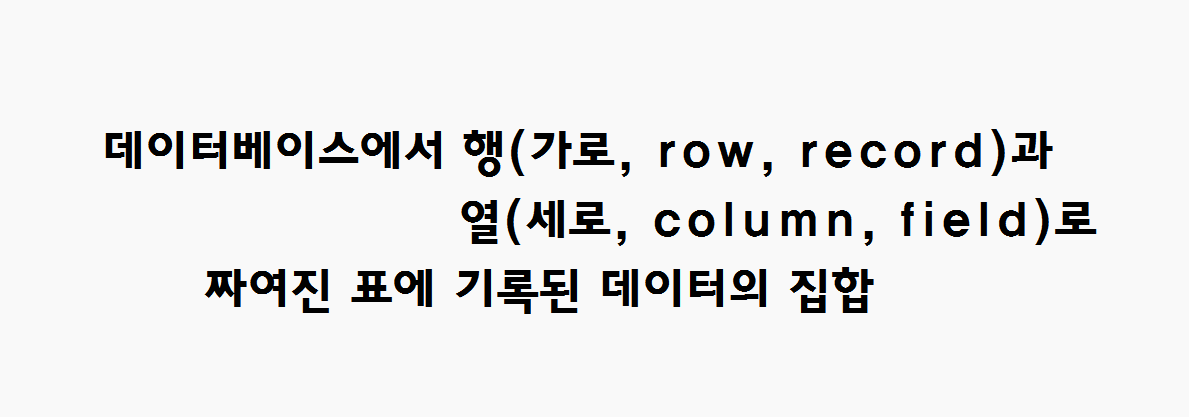 데이터베이스에서 행(가로, row, record)과
열(세로, column, field)로
짜여진 표에 기록된 데이터의 집합